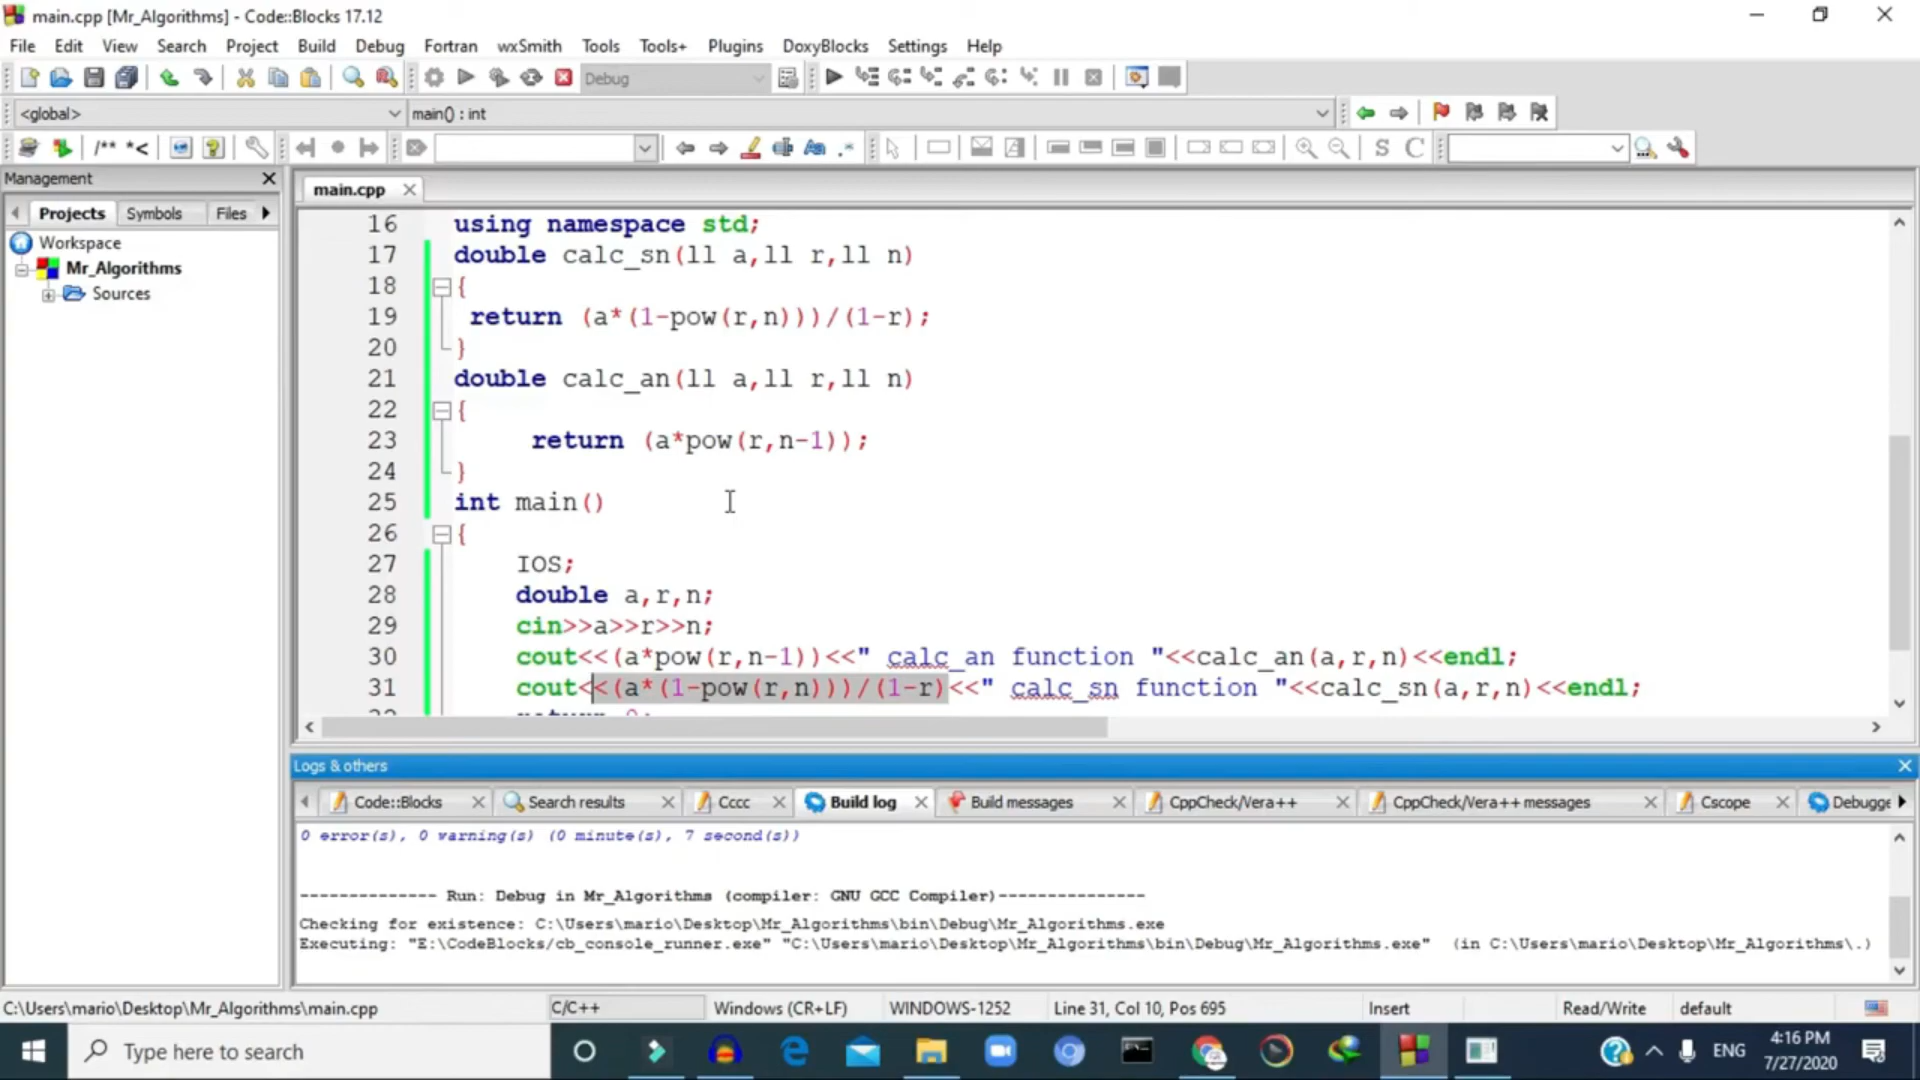 main.cpp [Mr_Algorithms] - Code::Blocks 17.12
File Edit View Search Project Build Debug Fortran wxSmith Tools Tools+ Plugins DoxyBlocks Settings Help
Debug
<global> main() : int
/** *<
S C
Management
main.cpp
Projects Symbols Files
Workspace
Mr_Algorithms
Sources
16 using namespace std;
17 double calc_sn(ll a,ll r,ll n)
18 {
19 return (a*(1-pow(r,n)))/(1-r);
20 }
21 double calc_an(ll a,ll r,ll n)
22 {
23 return (a*pow(r,n-1));
24 }
25 int main()
26 {
27 IOS;
28 double a,r,n;
29 cin>>a>>r>>n;
30 cout<<(a*pow(r,n-1))<<" calc_an function "<<calc_an(a,r,n)<<endl;
31 cout<<(a*(1-pow(r,n)))/(1-r)<<" calc_sn function "<<calc_sn(a,r,n)<<endl;
Logs & others
Code::Blocks Search results Cccc Build log Build messages CppCheck/Vera++ CppCheck/Vera++ messages Cscope Debugge
0 error(s), 0 warning(s) (0 minute(s), 7 second(s))
-------------- Run: Debug in Mr_Algorithms (compiler: GNU GCC Compiler)---------------
Checking for existence: C:\Users\mario\Desktop\Mr_Algorithms\bin\Debug\Mr_Algorithms.exe
Executing: "E:\CodeBlocks/cb_console_runner.exe" "C:\Users\mario\Desktop\Mr_Algorithms\bin\Debug\Mr_Algorithms.exe" (in C:\Users\mario\Desktop\Mr_Algorithms\.)
C:\Users\mario\Desktop\Mr_Algorithms\main.cpp C/C++ Windows (CR+LF) WINDOWS-1252 Line 31, Col 10, Pos 695 Insert Read/Write default
Type here to search
ENG
4:16 PM
7/27/2020